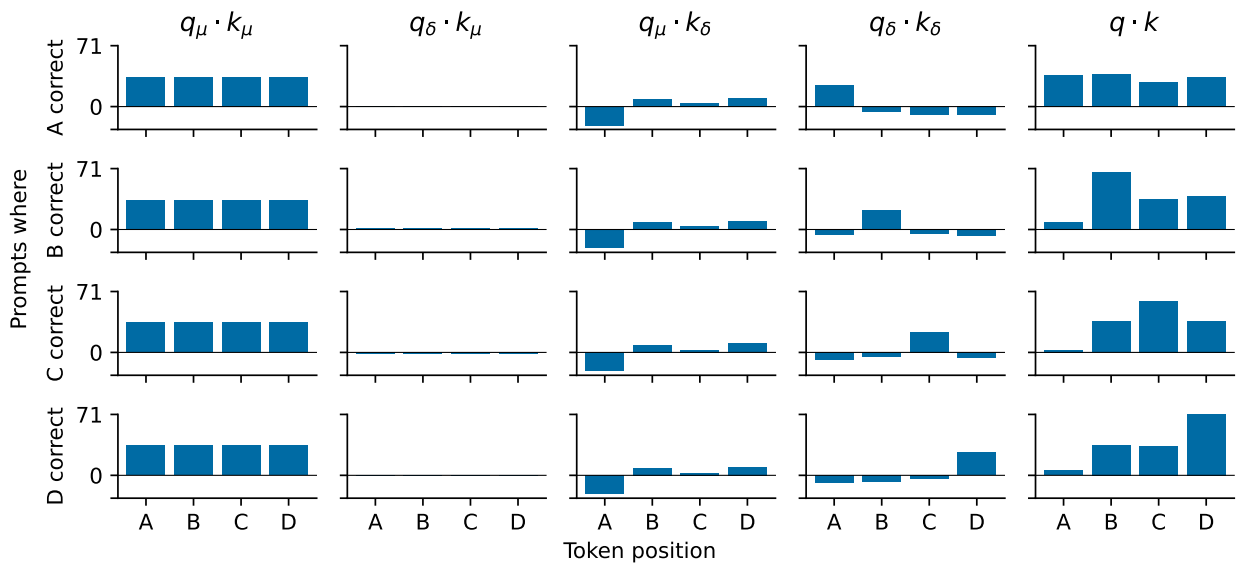 q_μ · k_μ q_δ · k_μ q_μ · k_δ q_δ · k_δ q · k
Prompts where
A correct
71
0
B correct
71
0
C correct
71
0
D correct
71
0
A B C D A B C D A B C D A B C D A B C D
Token position